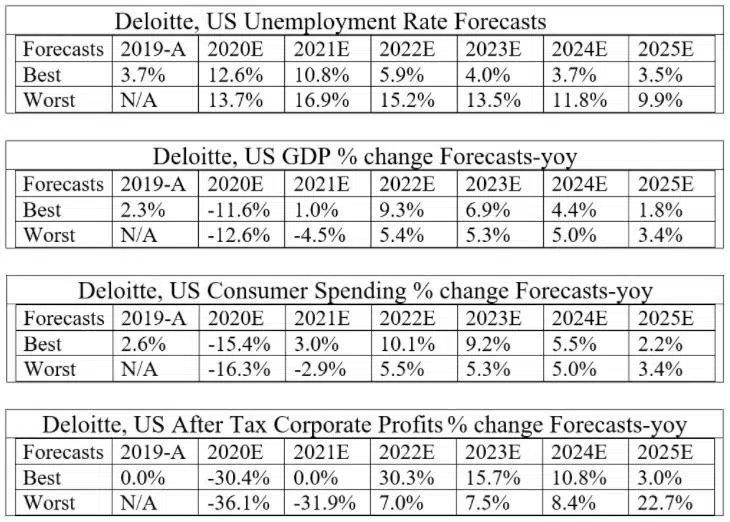 Deloitte, US Unemployment Rate Forecasts
Forecasts 2019-A 2020E 2021E 2022E 2023E 2024E 2025E
Best 3.7% 12.6% 10.8% 5.9% 4.0% 3.7% 3.5%
Worst N/A 13.7% 16.9% 15.2% 13.5% 11.8% 9.9%
Deloitte, US GDP % change Forecasts-yoy
Forecasts 2019-A 2020E 2021E 2022E 2023E 2024E 2025E
Best 2.3% -11.6% 1.0% 9.3% 6.9% 4.4% 1.8%
Worst N/A -12.6% -4.5% 5.4% 5.3% 5.0% 3.4%
Deloitte, US Consumer Spending % change Forecasts-yoy
Forecasts 2019-A 2020E 2021E 2022E 2023E 2024E 2025E
Best 2.6% -15.4% 3.0% 10.1% 9.2% 5.5% 2.2%
Worst N/A -16.3% -2.9% 5.5% 5.3% 5.0% 3.4%
Deloitte, US After Tax Corporate Profits % change Forecasts-yoy
Forecasts 2019-A 2020E 2021E 2022E 2023E 2024E 2025E
Best 0.0% -30.4% 0.0% 30.3% 15.7% 10.8% 3.0%
Worst N/A -36.1% -31.9% 7.0% 7.5% 8.4% 22.7%